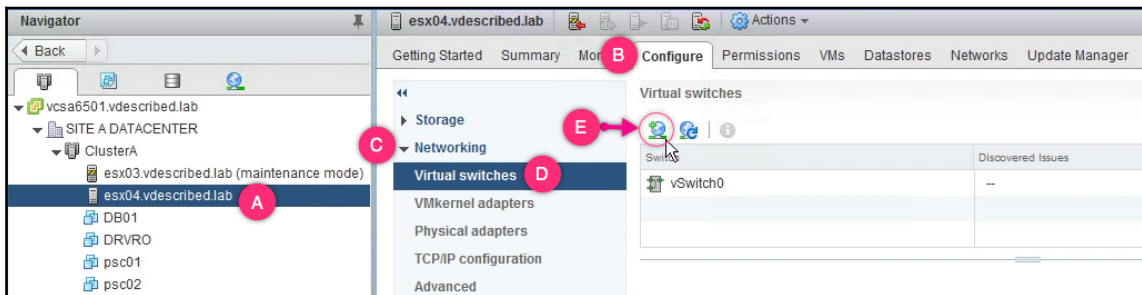 Navigator
esx04.vdescribed.lab
Actions
Back
Getting Started Summary Mon B Configure Permissions VMs Datastores Networks Update Manager
vcsa6501.vdescribed.lab
SITE A DATACENTER
ClusterA
esx03.vdescribed.lab (maintenance mode)
esx04.vdescribed.lab A
DB01
DRVRO
psc01
psc02
Storage
C Networking
Virtual switches D
VMkernel adapters
Physical adapters
TCP/IP configuration
Advanced
Virtual switches
E
Switch Discovered Issues
vSwitch0 --